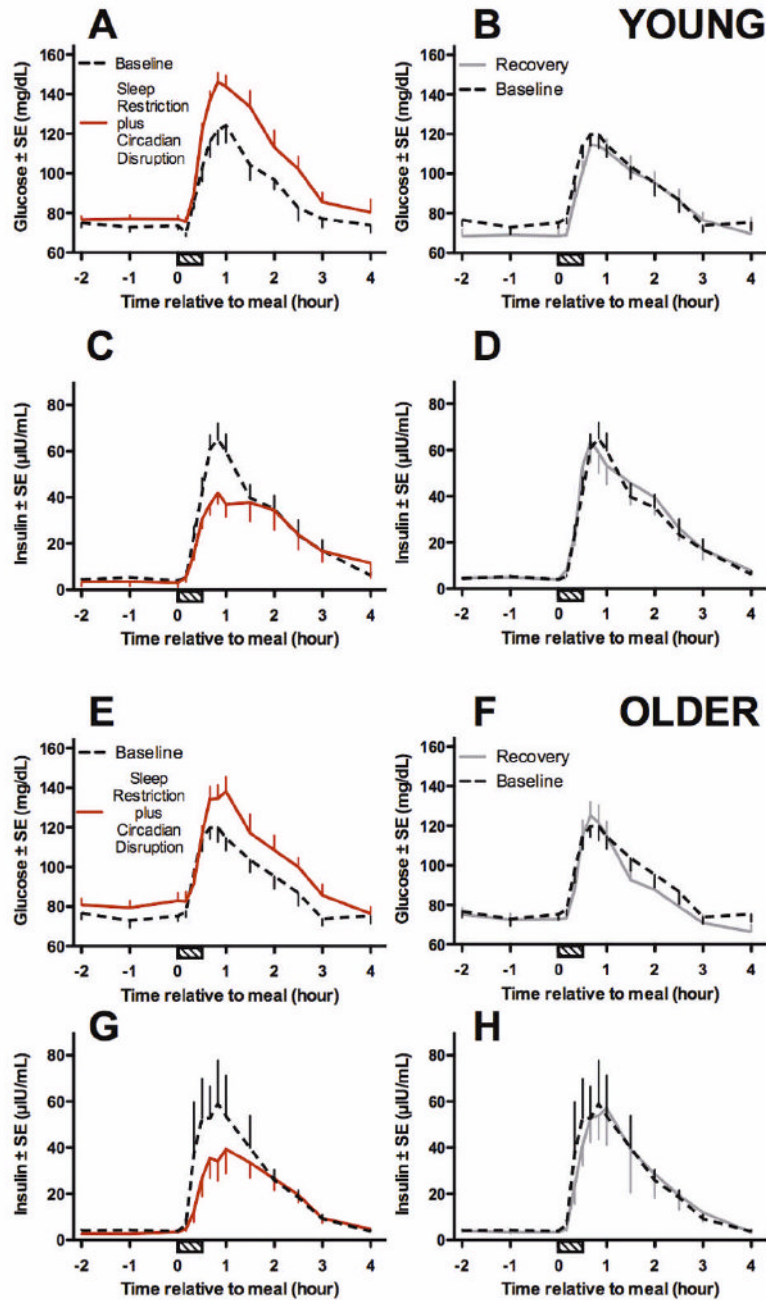 A
B
YOUNG
Glucose ± SE (mg/dL)
160
140
120
100
80
60
Baseline
Sleep
Restriction
plus
Circadian
Disruption
-2 -1 0 1 2 3 4
Time relative to meal (hour)
Glucose ± SE (mg/dL)
160
140
120
100
80
60
Recovery
Baseline
-2 -1 0 1 2 3 4
Time relative to meal (hour)
C
D
Insulin ± SE (µIU/mL)
80
60
40
20
0
-2 -1 0 1 2 3 4
Time relative to meal (hour)
Insulin ± SE (µIU/mL)
80
60
40
20
0
-2 -1 0 1 2 3 4
Time relative to meal (hour)
E
F
OLDER
Glucose ± SE (mg/dL)
160
140
120
100
80
60
Baseline
Sleep
Restriction
plus
Circadian
Disruption
-2 -1 0 1 2 3 4
Time relative to meal (hour)
Glucose ± SE (mg/dL)
160
140
120
100
80
60
Recovery
Baseline
-2 -1 0 1 2 3 4
Time relative to meal (hour)
G
H
Insulin ± SE (µIU/mL)
80
60
40
20
0
-2 -1 0 1 2 3 4
Time relative to meal (hour)
Insulin ± SE (µIU/mL)
80
60
40
20
0
-2 -1 0 1 2 3 4
Time relative to meal (hour)